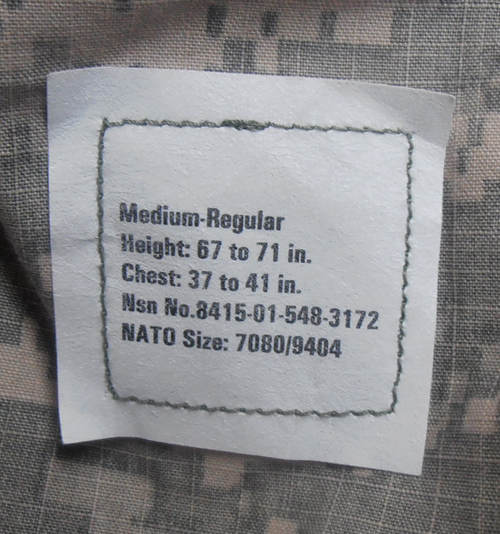 Medium-Regular
Height: 67 to 71 in.
Chest: 37 to 41 in.
Nsn No.8415-01-548-3172
NATO Size: 7080/9404